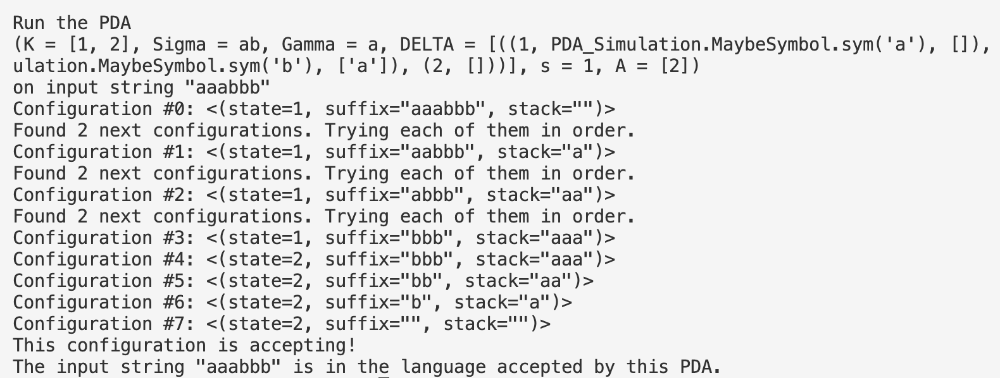 Run the PDA
(K = [1, 2], Sigma = ab, Gamma = a, DELTA = [((1, PDA_Simulation.MaybeSymbol.sym('a'), []),
ulation.MaybeSymbol.sym('b'), ['a']), (2, []))], s = 1, A = [2])
on input string "aaabbb"
Configuration #0: <(state=1, suffix="aaabbb", stack="")>
Found 2 next configurations. Trying each of them in order.
Configuration #1: <(state=1, suffix="aabbb", stack="a")>
Found 2 next configurations. Trying each of them in order.
Configuration #2: <(state=1, suffix="abbb", stack="aa")>
Found 2 next configurations. Trying each of them in order.
Configuration #3: <(state=1, suffix="bbb", stack="aaa")>
Configuration #4: <(state=2, suffix="bbb", stack="aaa")>
Configuration #5: <(state=2, suffix="bb", stack="aa")>
Configuration #6: <(state=2, suffix="b", stack="a")>
Configuration #7: <(state=2, suffix="", stack="")>
This configuration is accepting!
The input string "aaabbb" is in the language accepted by this PDA.